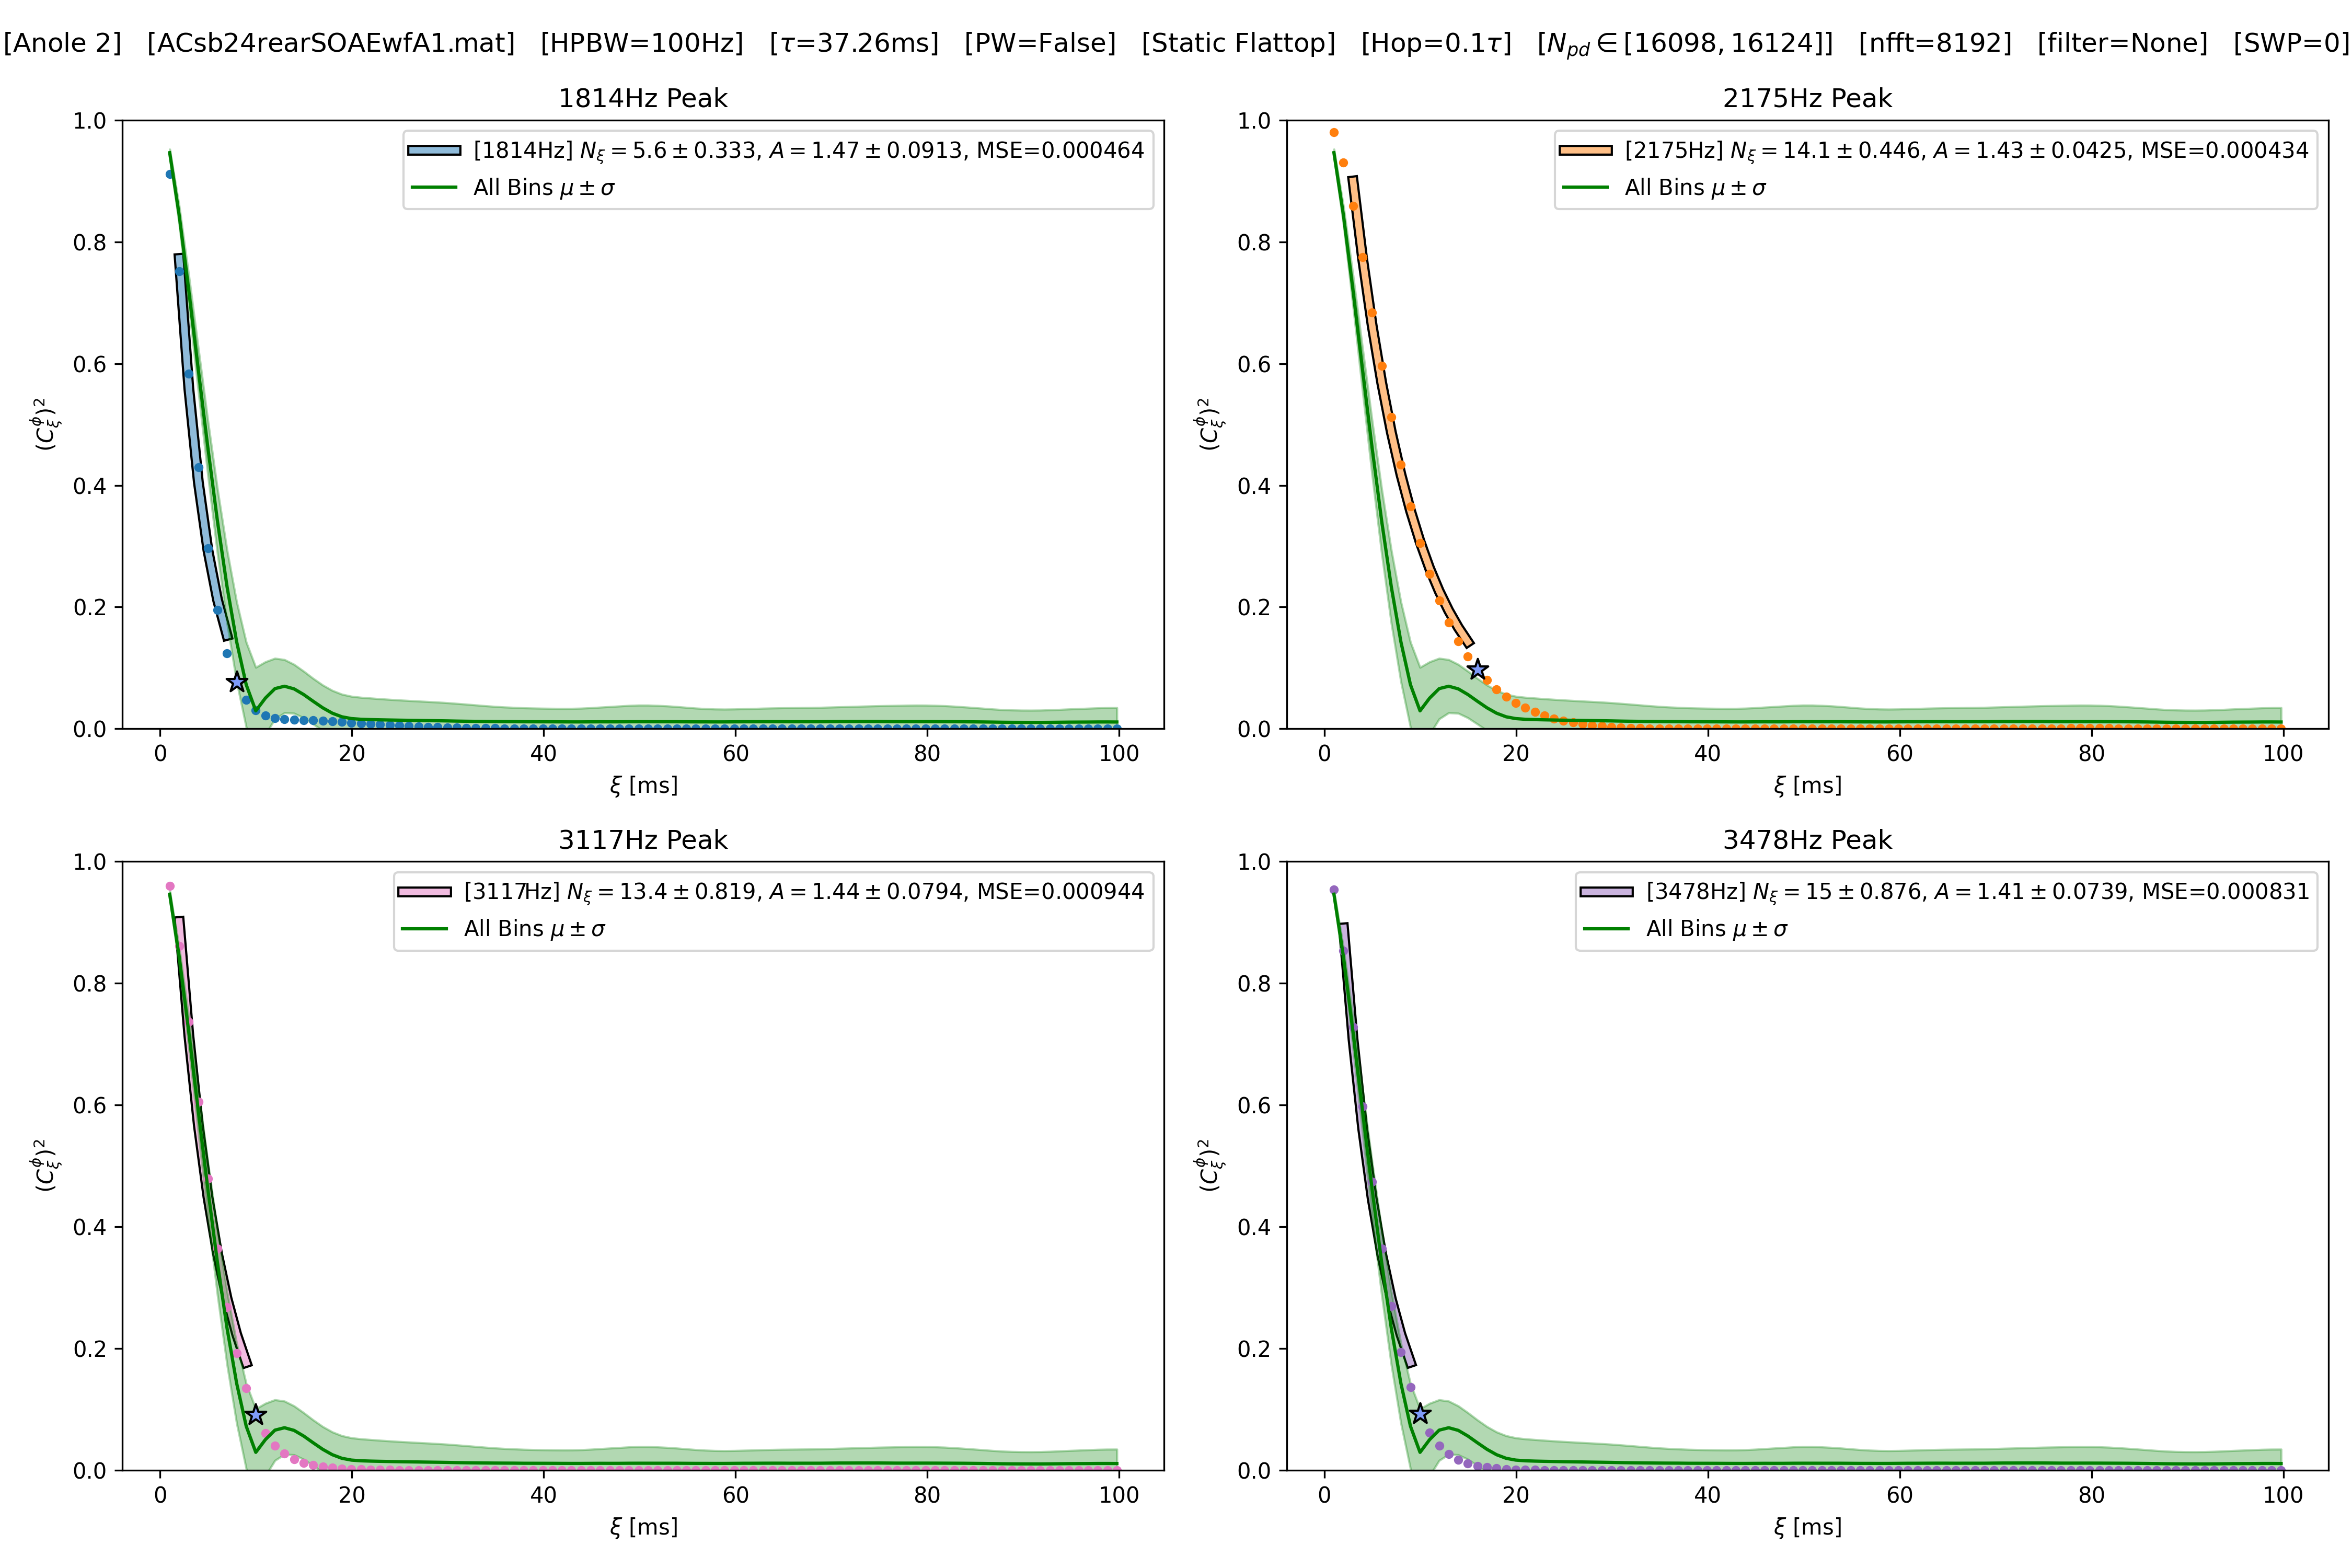 [Anole 2] [ACsb24rearSOAEwfA1.mat] [HPBW=100Hz] [τ=37.26ms] [PW=False] [Static Flattop] [Hop=0.1τ] [N_pd ∈ [16098, 16124]] [nfft=8192] [filter=None] [SWP=0]
1814Hz Peak
[1814Hz] N_ξ = 5.6 ± 0.333, A = 1.47 ± 0.0913, MSE=0.000464
All Bins μ ± σ
1.0
0.8
0.6
0.4
0.2
0.0
(C_ξ^ϕ)²
0 20 40 60 80 100
ξ [ms]
2175Hz Peak
[2175Hz] N_ξ = 14.1 ± 0.446, A = 1.43 ± 0.0425, MSE=0.000434
All Bins μ ± σ
1.0
0.8
0.6
0.4
0.2
0.0
(C_ξ^ϕ)²
0 20 40 60 80 100
ξ [ms]
3117Hz Peak
[3117Hz] N_ξ = 13.4 ± 0.819, A = 1.44 ± 0.0794, MSE=0.000944
All Bins μ ± σ
1.0
0.8
0.6
0.4
0.2
0.0
(C_ξ^ϕ)²
0 20 40 60 80 100
ξ [ms]
3478Hz Peak
[3478Hz] N_ξ = 15 ± 0.876, A = 1.41 ± 0.0739, MSE=0.000831
All Bins μ ± σ
1.0
0.8
0.6
0.4
0.2
0.0
(C_ξ^ϕ)²
0 20 40 60 80 100
ξ [ms]